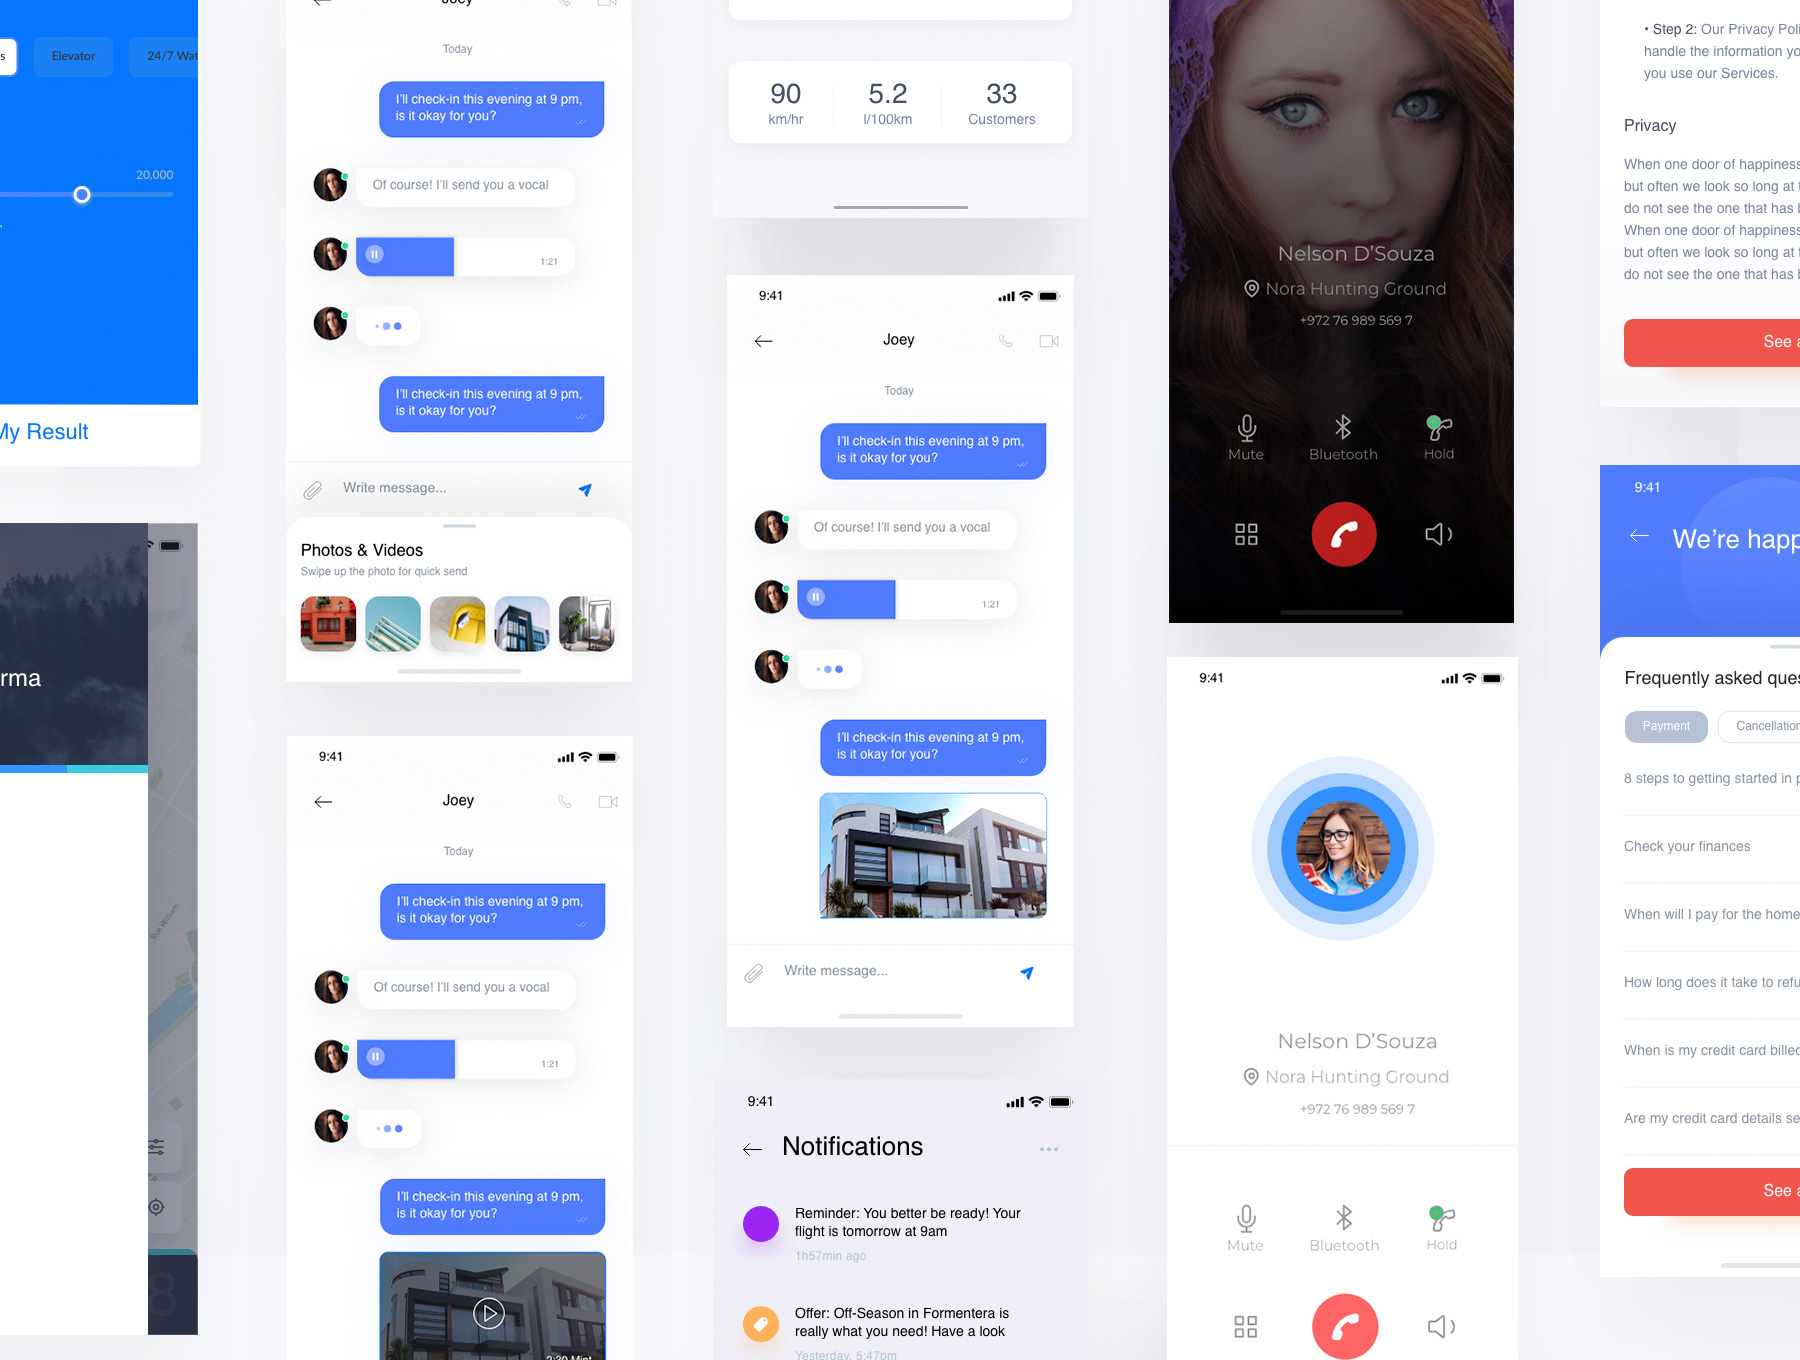 Elevator
24/7
20,000
My Result
Rue William
Today
I'll check-in this evening at 9 pm,
is it okay for you?
Of course! I'll send you a vocal
1:21
I'll check-in this evening at 9 pm,
is it okay for you?
Write message...
Photos & Videos
Swipe up the photo for quick send
9:41
Joey
Today
I'll check-in this evening at 9 pm,
is it okay for you?
Of course! I'll send you a vocal
1:21
I'll check-in this evening at 9 pm,
is it okay for you?
90
5.2
33
km/hr
l/100km
Customers
9:41
Joey
Today
I'll check-in this evening at 9 pm,
is it okay for you?
Of course! I'll send you a vocal
1:21
I'll check-in this evening at 9 pm,
is it okay for you?
Write message...
9:41
Notifications
Reminder: You better be ready! Your
flight is tomorrow at 9am
1h57min ago
Offer: Off-Season in Formentera is
really what you need! Have a look
Yesterday, 5:47pm
Nelson D'Souza
Nora Hunting Ground
+972 76 989 569 7
Mute
Bluetooth
Hold
9:41
Nelson D'Souza
Nora Hunting Ground
+972 76 989 569 7
Mute
Bluetooth
Hold
• Step 2: Our Privacy
handle the information
you use our Services.
Privacy
When one door of happiness
but often we look so long at
do not see the one that has
When one door of happiness
but often we look so long at
do not see the one that has
See
9:41
We're
Frequently asked
Payment
8 steps to getting started in
Check your finances
When will I pay for the home
How long does it take to
When is my credit card
Are my credit card details
See